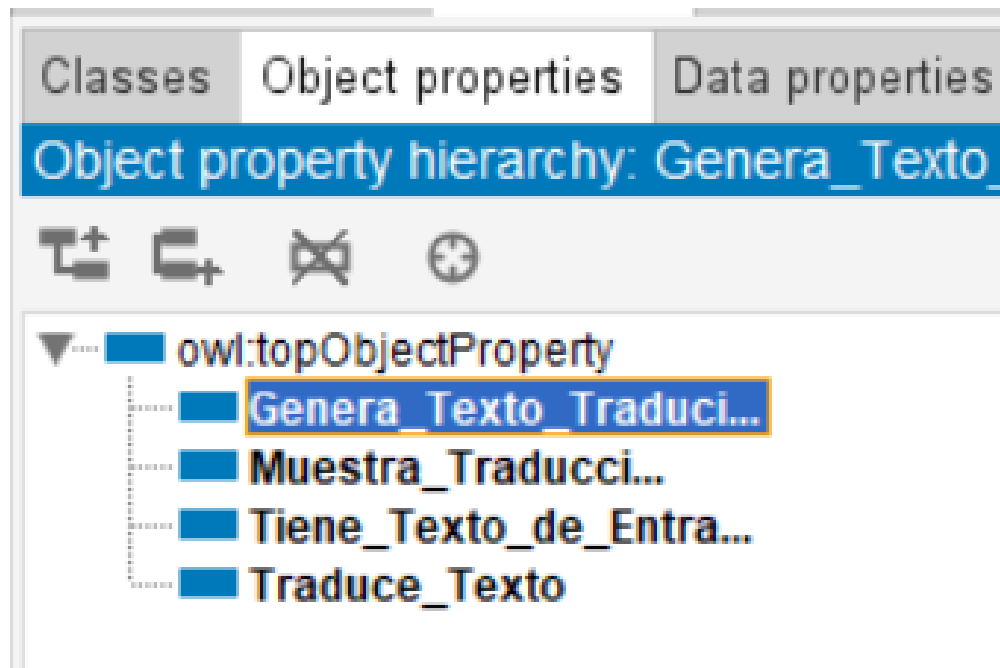 Classes Object properties Data properties
Object property hierarchy: Genera_Texto_
owl:topObjectProperty
Genera_Texto_Traduci...
Muestra_Traducci...
Tiene_Texto_de_Entra...
Traduce_Texto